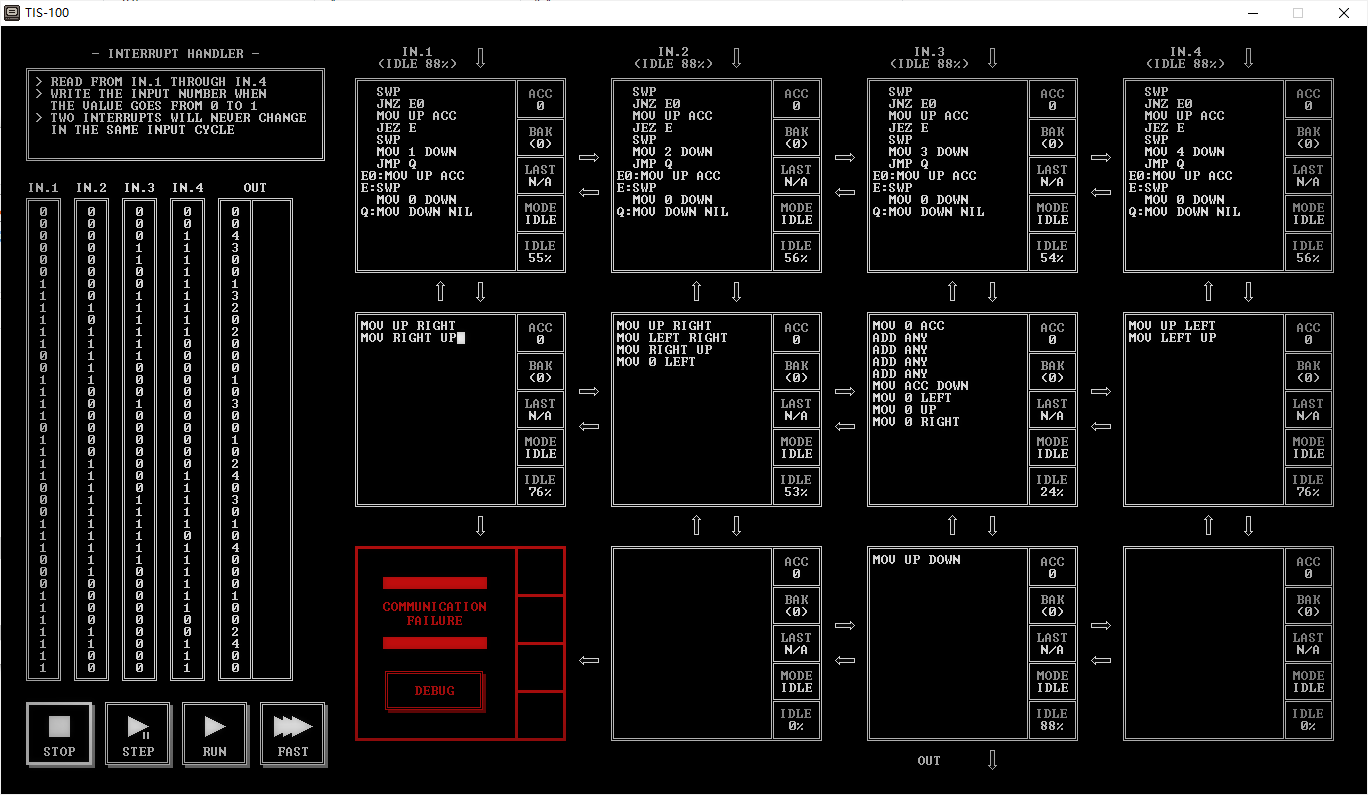 TIS-100
- INTERRUPT HANDLER -
> READ FROM IN.1 THROUGH IN.4
> WRITE THE INPUT NUMBER WHEN
THE VALUE GOES FROM 0 TO 1
> TWO INTERRUPTS WILL NEVER CHANGE
IN THE SAME INPUT CYCLE
IN.1 IN.2 IN.3 IN.4 OUT
0 0 0 0 0
0 0 0 0 0
0 0 0 1 4
0 0 1 1 3
0 0 1 1 0
0 0 0 1 0
1 0 0 1 1
1 0 1 1 3
1 1 1 1 2
1 0 1 1 0
1 1 1 1 2
1 1 1 1 0
0 0 0 1 0
0 0 0 1 0
1 0 0 1 1
1 0 0 1 0
1 0 1 0 3
1 0 0 0 0
0 0 0 0 0
1 0 0 0 1
1 0 0 0 0
1 1 0 0 2
1 1 0 1 4
0 1 0 1 0
0 1 1 1 3
0 1 1 1 0
1 1 1 1 1
1 1 1 0 0
1 1 1 1 4
0 1 1 1 0
0 0 1 1 0
0 0 0 1 0
1 0 0 1 1
1 0 0 0 0
1 0 0 0 0
1 1 0 0 2
1 1 0 1 4
1 0 0 1 0
1 0 0 1 0
STOP
STEP
RUN
FAST
IN.1
(IDLE 88%)
SWP
JNZ E0
MOV UP ACC
JEZ E
SWP
MOV 1 DOWN
JMP Q
E0:MOV UP ACC
E:SWP
MOV 0 DOWN
Q:MOV DOWN NIL
ACC
0
BAK
(0)
LAST
N/A
MODE
IDLE
IDLE
55%
IN.2
(IDLE 88%)
SWP
JNZ E0
MOV UP ACC
JEZ E
SWP
MOV 2 DOWN
JMP Q
E0:MOV UP ACC
E:SWP
MOV 0 DOWN
Q:MOV DOWN NIL
ACC
0
BAK
(0)
LAST
N/A
MODE
IDLE
IDLE
56%
IN.3
(IDLE 88%)
SWP
JNZ E0
MOV UP ACC
JEZ E
SWP
MOV 3 DOWN
JMP Q
E0:MOV UP ACC
E:SWP
MOV 0 DOWN
Q:MOV DOWN NIL
ACC
0
BAK
(0)
LAST
N/A
MODE
IDLE
IDLE
54%
IN.4
(IDLE 88%)
SWP
JNZ E0
MOV UP ACC
JEZ E
SWP
MOV 4 DOWN
JMP Q
E0:MOV UP ACC
E:SWP
MOV 0 DOWN
Q:MOV DOWN NIL
ACC
0
BAK
(0)
LAST
N/A
MODE
IDLE
IDLE
56%
MOV UP RIGHT
MOV RIGHT UP
ACC
0
BAK
(0)
LAST
N/A
MODE
IDLE
IDLE
76%
MOV UP RIGHT
MOV LEFT RIGHT
MOV RIGHT UP
MOV 0 LEFT
ACC
0
BAK
(0)
LAST
N/A
MODE
IDLE
IDLE
53%
MOV 0 ACC
ADD ANY
ADD ANY
ADD ANY
ADD ANY
MOV ACC DOWN
MOV 0 LEFT
MOV 0 UP
MOV 0 RIGHT
ACC
0
BAK
(0)
LAST
N/A
MODE
IDLE
IDLE
24%
MOV UP LEFT
MOV LEFT UP
ACC
0
BAK
(0)
LAST
N/A
MODE
IDLE
IDLE
76%
COMMUNICATION
FAILURE
DEBUG
ACC
0
BAK
(0)
LAST
N/A
MODE
IDLE
IDLE
0%
MOV UP DOWN
ACC
0
BAK
(0)
LAST
N/A
MODE
IDLE
IDLE
88%
ACC
0
BAK
(0)
LAST
N/A
MODE
IDLE
IDLE
0%
OUT